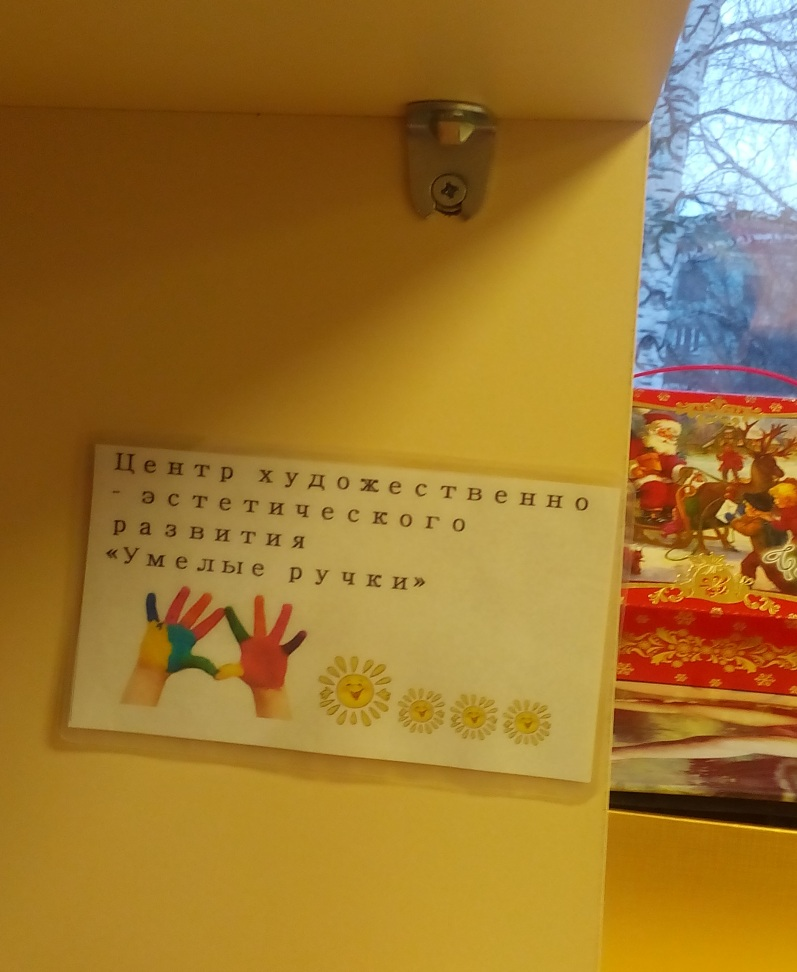 Центр художественно
- эстетического
развития
«Умелые ручки»